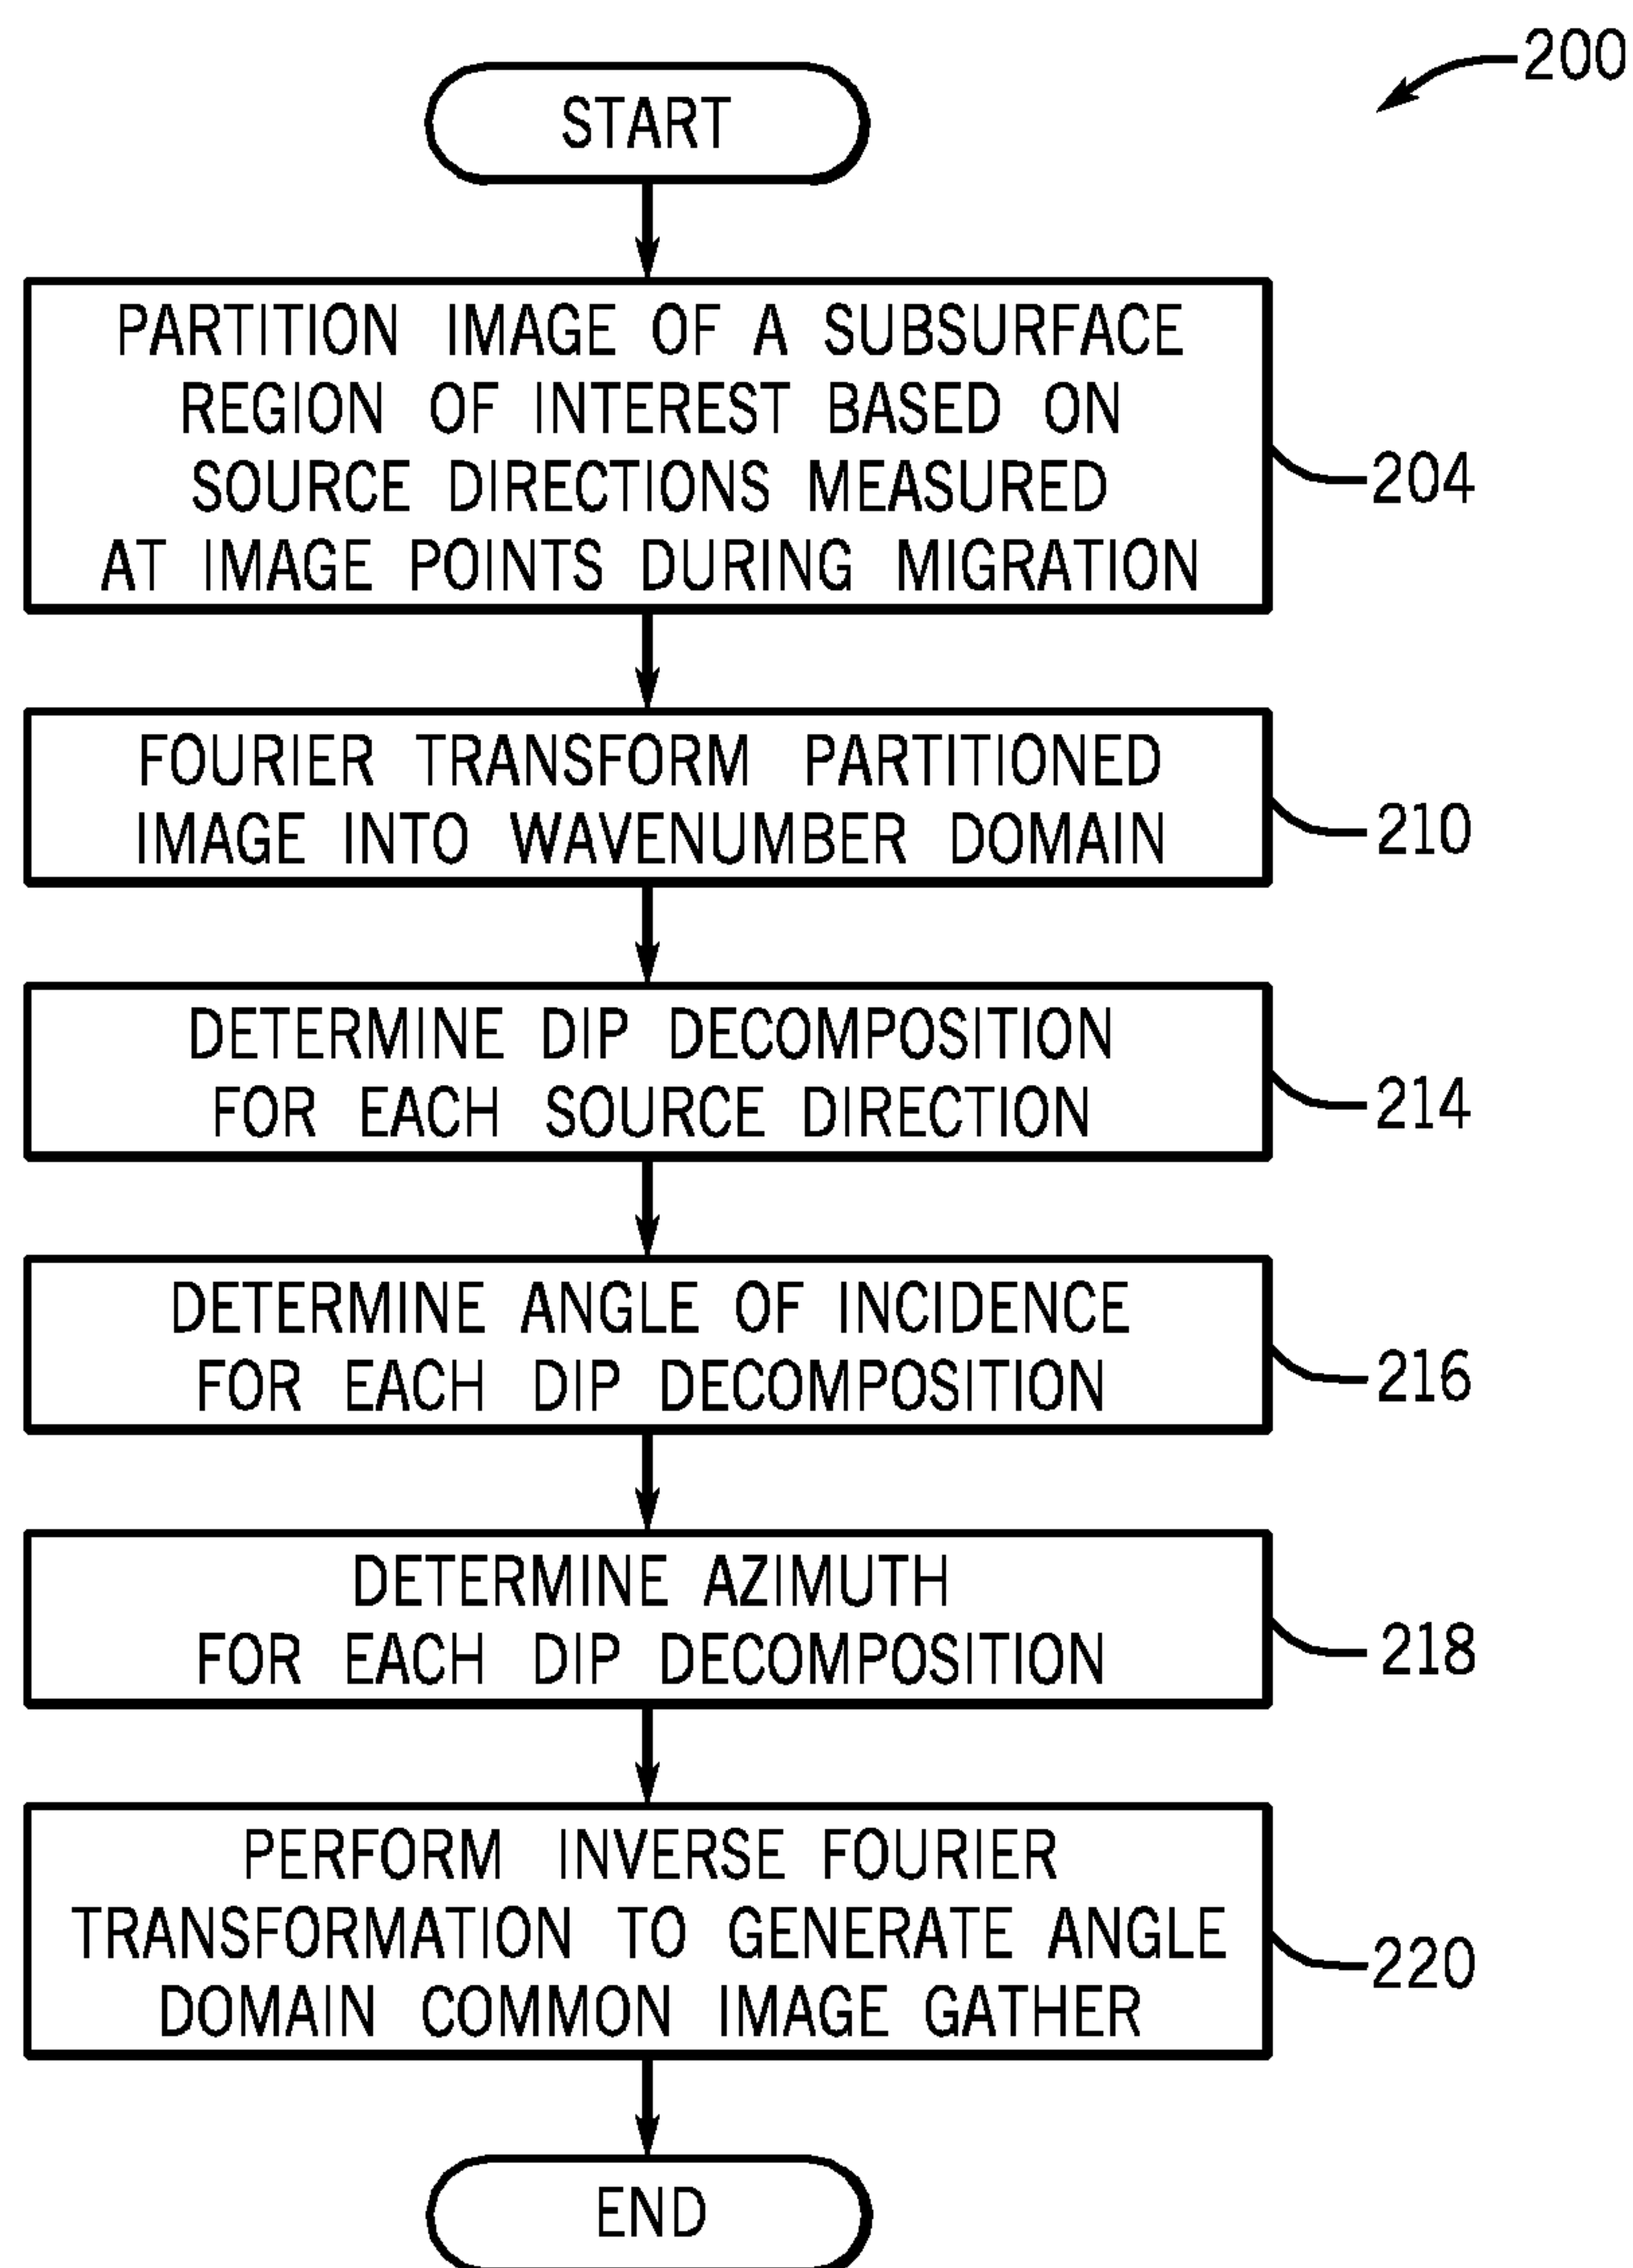 200
START
PARTITION IMAGE OF A SUBSURFACE
REGION OF INTEREST BASED ON
SOURCE DIRECTIONS MEASURED
AT IMAGE POINTS DURING MIGRATION
204
FOURIER TRANSFORM PARTITIONED
IMAGE INTO WAVENUMBER DOMAIN
210
DETERMINE DIP DECOMPOSITION
FOR EACH SOURCE DIRECTION
214
DETERMINE ANGLE OF INCIDENCE
FOR EACH DIP DECOMPOSITION
216
DETERMINE AZIMUTH
FOR EACH DIP DECOMPOSITION
218
PERFORM INVERSE FOURIER
TRANSFORMATION TO GENERATE ANGLE
DOMAIN COMMON IMAGE GATHER
220
END